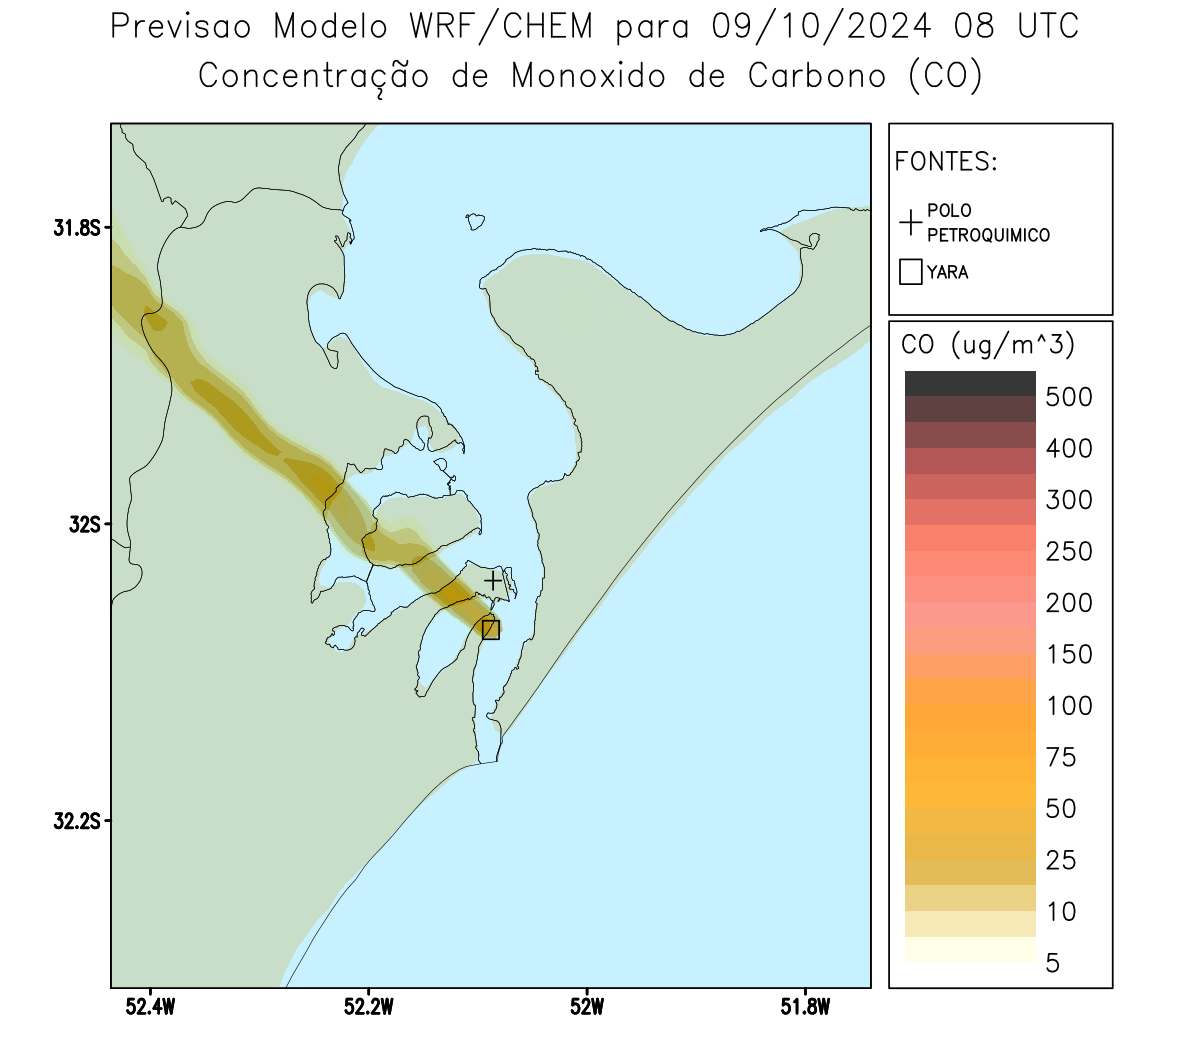 Previsao Modelo WRF/CHEM para 09/10/2024 08 UTC
Concentração de Monoxido de Carbono (CO)
FONTES:
POLO
PETROQUIMICO
YARA
CO (ug/m^3)
500
400
300
250
200
150
100
75
50
25
10
5
31.8S
32S
32.2S
52.4W
52.2W
52W
51.8W